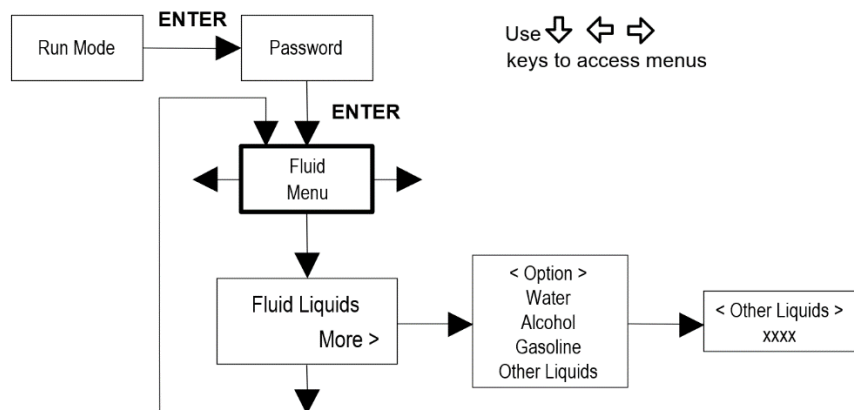 ENTER
Run Mode
Password
Use
keys to access menus
ENTER
Fluid
Menu
Fluid Liquids
More >
< Option >
Water
Alcohol
Gasoline
Other Liquids
< Other Liquids >
xxxx